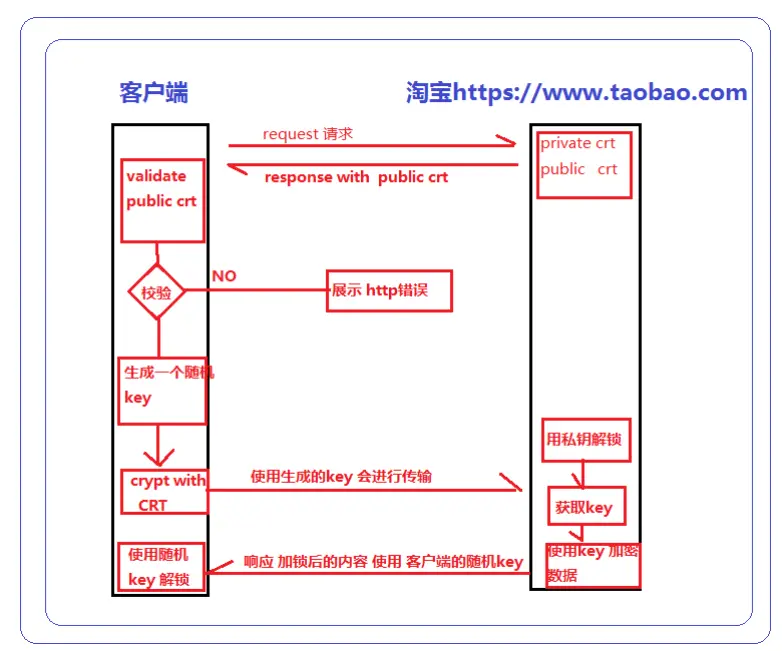 客户端
淘宝https://www.taobao.com
request 请求
response with public crt
private crt
public crt
validate
public crt
校验
NO
展示 http错误
生成一个随机
key
crypt with
CRT
使用生成的key 会进行传输
用私钥解锁
获取key
使用key 加密
数据
响应 加锁后的内容 使用 客户端的随机key
使用随机
key 解锁